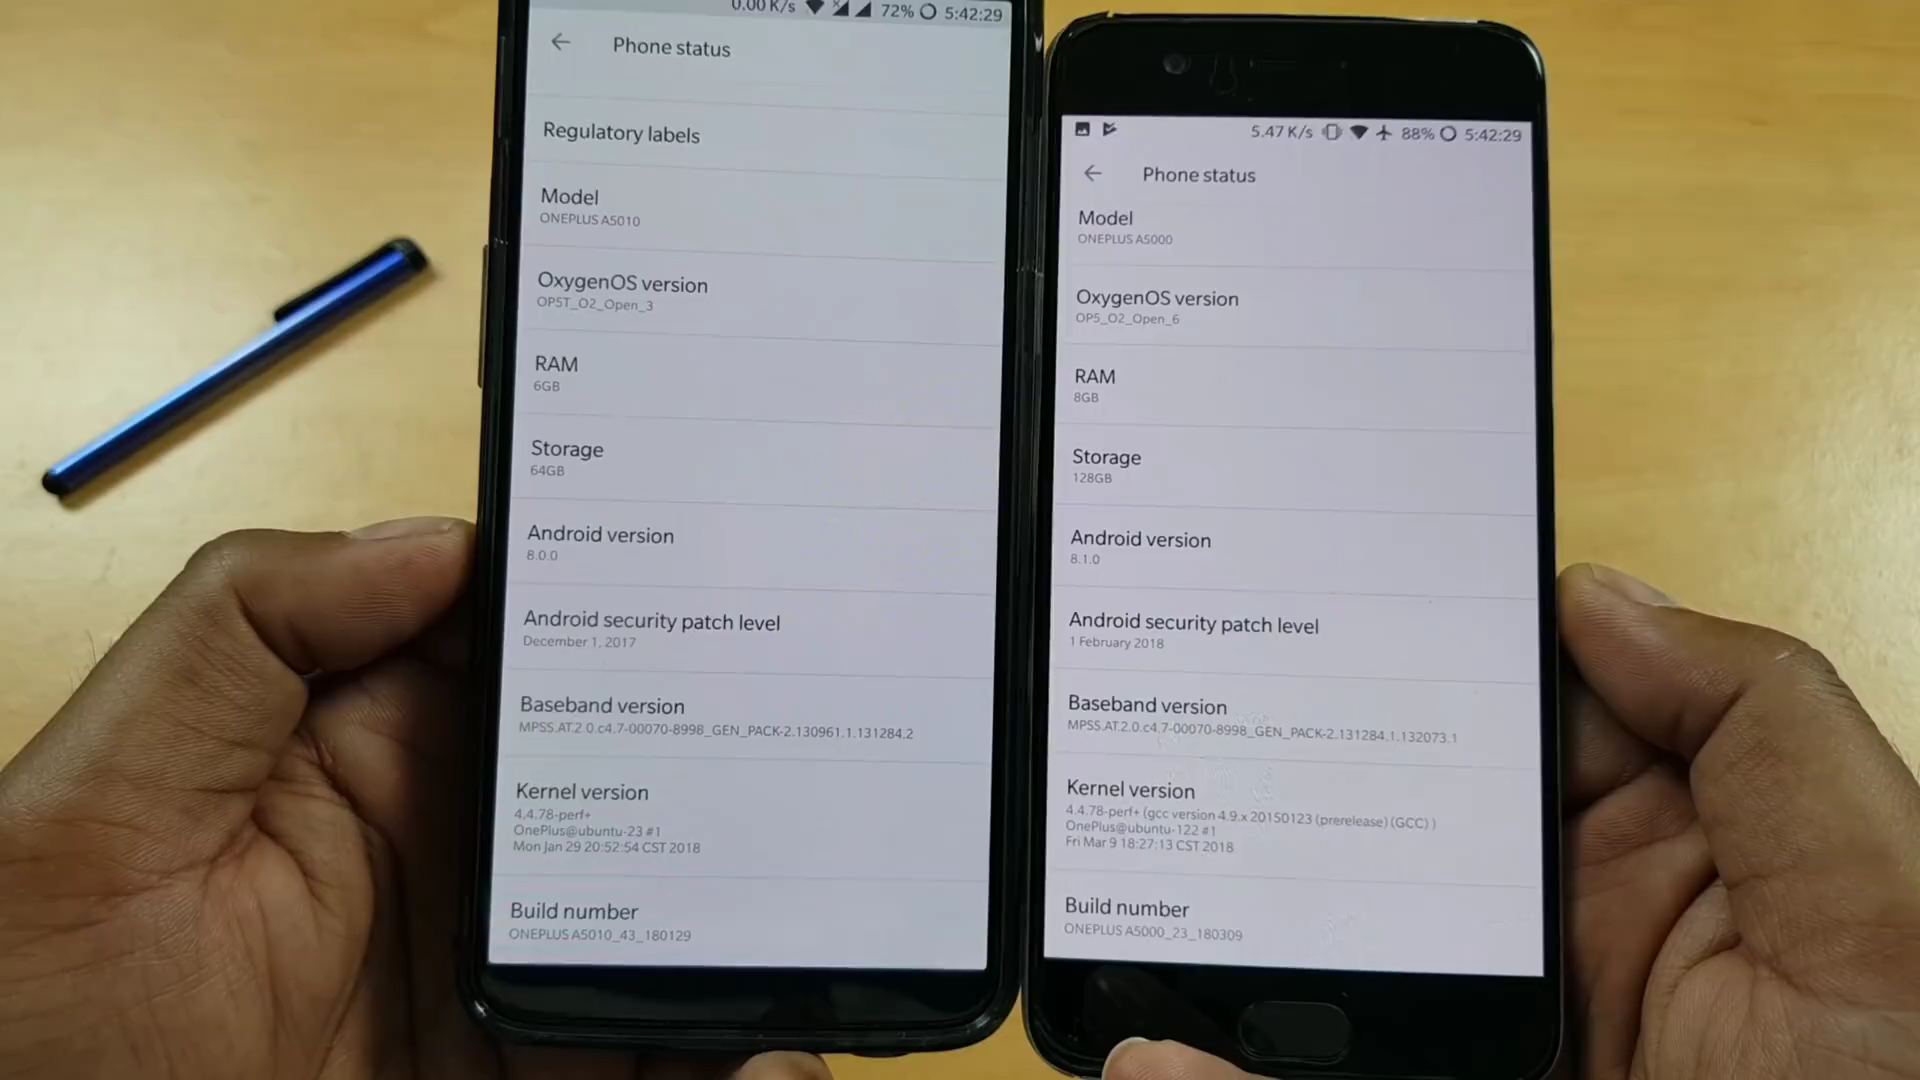 0.00 K/s 72% 5:42:29
Phone status
Regulatory labels
Model
ONEPLUS A5010
OxygenOS version
OP5T_O2_Open_3
RAM
6GB
Storage
64GB
Android version
8.0.0
Android security patch level
December 1, 2017
Baseband version
MPSS.AT.2.0.c4.7-00070-8998_GEN_PACK-2.130961.1.131284.2
Kernel version
4.4.78-perf+
OnePlus@ubuntu-23 #1
Mon Jan 29 20:52:54 CST 2018
Build number
ONEPLUS A5010_43_180129
5.47 K/s 88% 5:42:29
Phone status
Model
ONEPLUS A5000
OxygenOS version
OP5_O2_Open_6
RAM
8GB
Storage
128GB
Android version
8.1.0
Android security patch level
1 February 2018
Baseband version
MPSS.AT.2.0.c4.7-00070-8998_GEN_PACK-2.131284.1.132073.1
Kernel version
4.4.78-perf+ (gcc version 4.9.x 20150123 (prerelease) (GCC) )
OnePlus@ubuntu-122 #1
Fri Mar 9 18:27:13 CST 2018
Build number
ONEPLUS A5000_23_180309